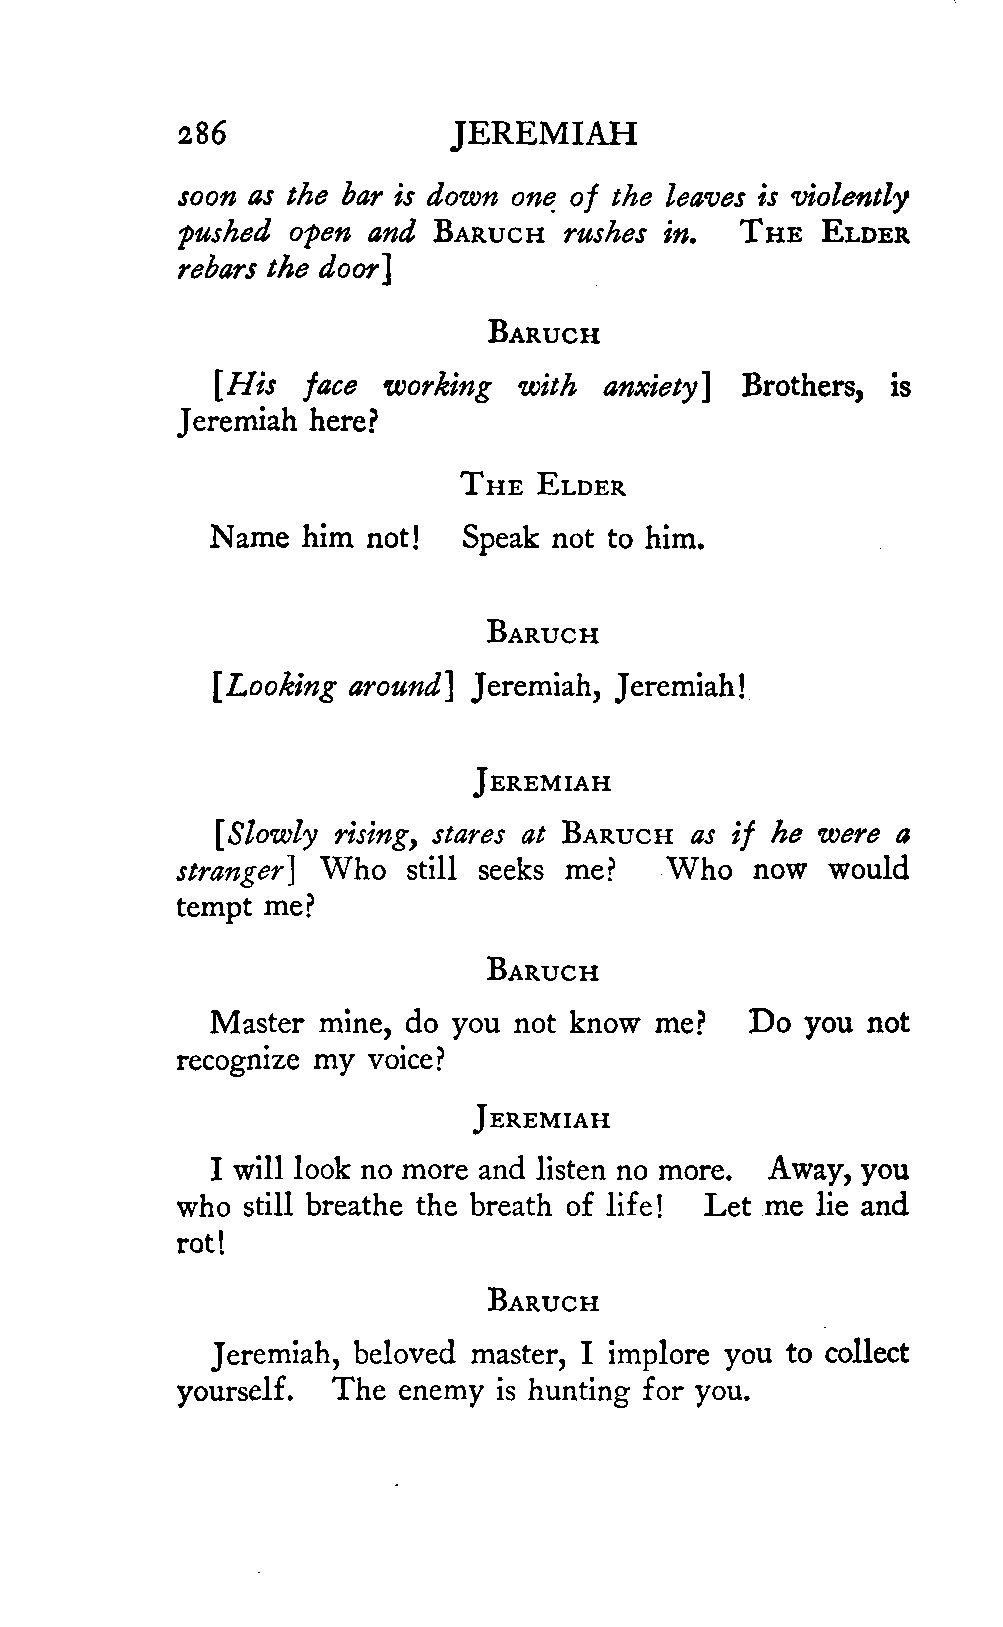 286 JEREMIAH
soon as the bar is down one of the leaves is violently
pushed open and BARUCH rushes in. THE ELDER
rebars the door]
BARUCH
[His face working with anxiety] Brothers, is
Jeremiah here?
THE ELDER
Name him not! Speak not to him.
BARUCH
[Looking around] Jeremiah, Jeremiah!
JEREMIAH
[Slowly rising, stares at BARUCH as if he were a
stranger] Who still seeks me? Who now would
tempt me?
BARUCH
Master mine, do you not know me? Do you not
recognize my voice?
JEREMIAH
I will look no more and listen no more. Away, you
who still breathe the breath of life! Let me lie and
rot!
BARUCH
Jeremiah, beloved master, I implore you to collect
yourself. The enemy is hunting for you.